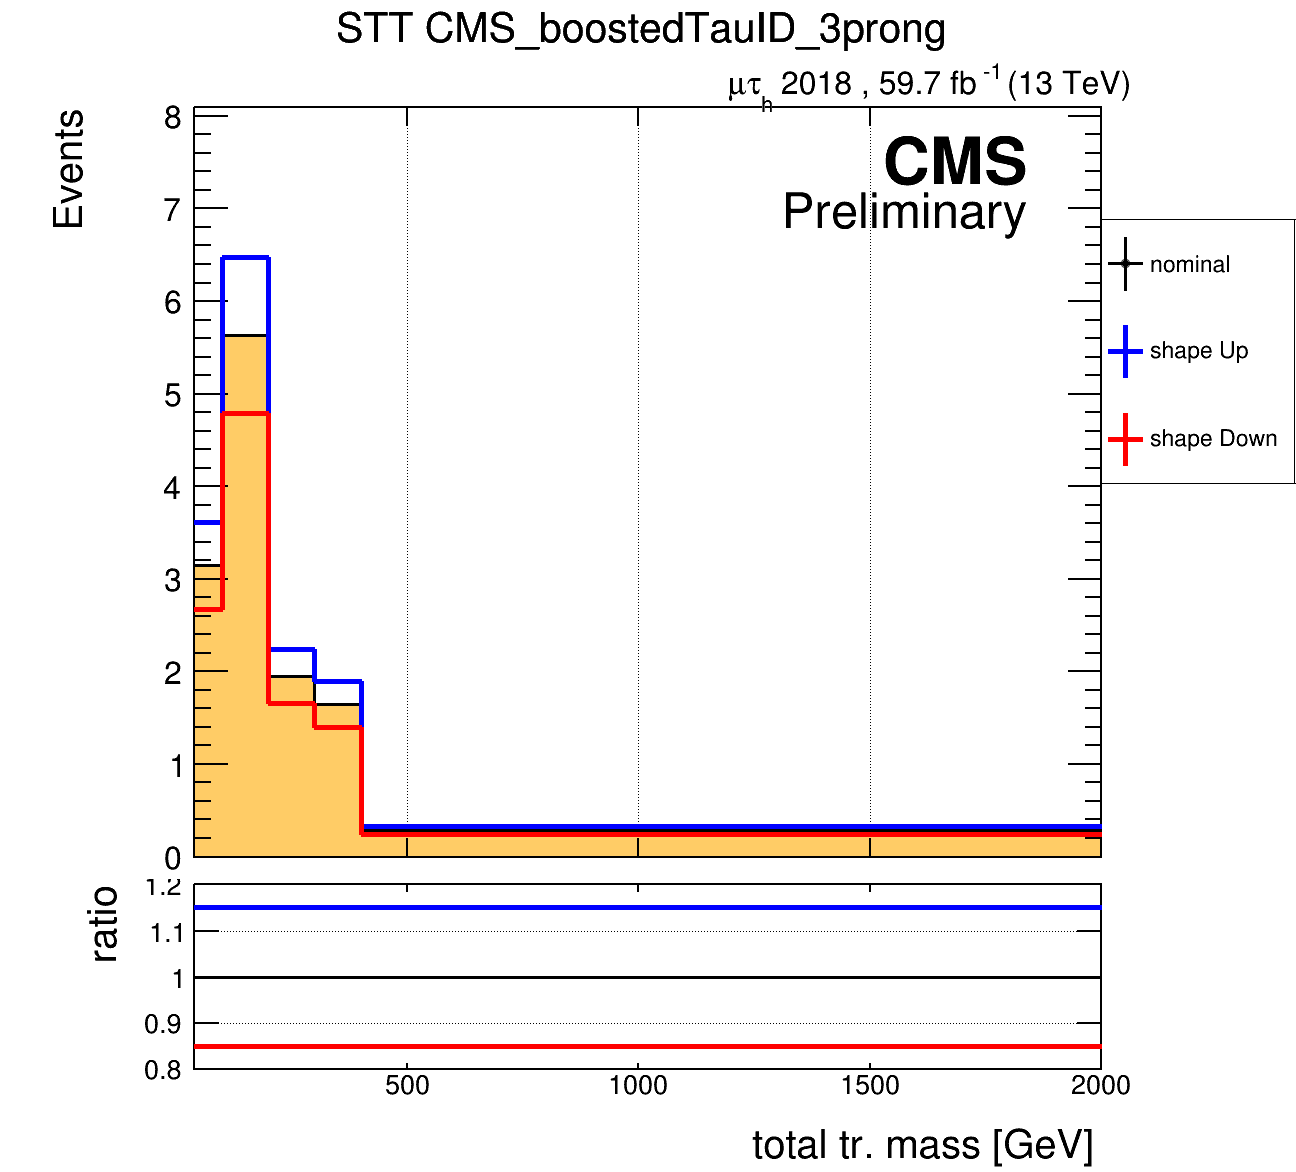 STT CMS_boostedTauID_3prong
μτh 2018 , 59.7 fb-1 (13 TeV)
Events
8
7
6
5
4
3
2
1
0
CMS
Preliminary
nominal
shape Up
shape Down
ratio
1.2
1.1
1
0.9
0.8
500
1000
1500
2000
total tr. mass [GeV]